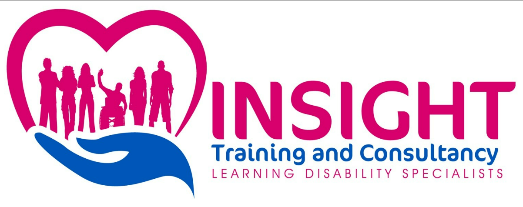 INSIGHT
Training and Consultancy
LEARNING DISABILITY SPECIALISTS